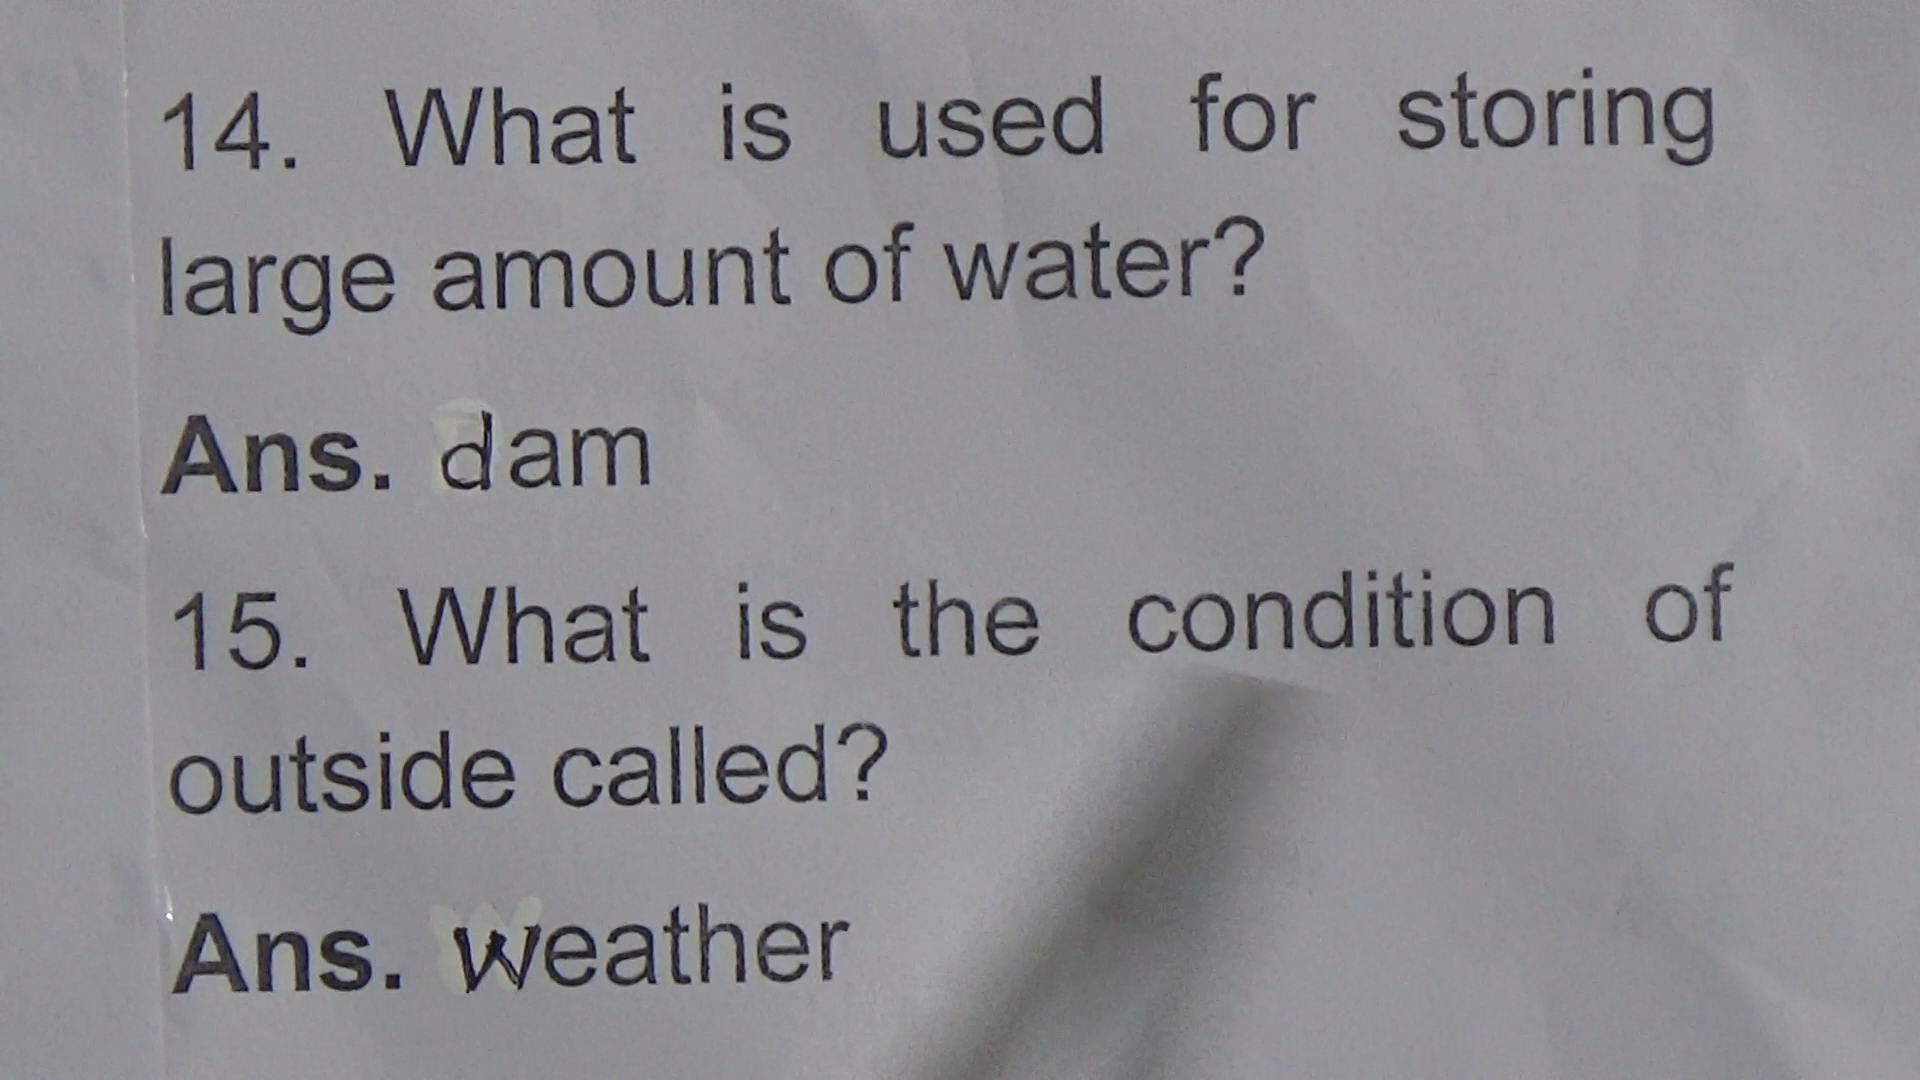 14. What is used for storing
large amount of water?
Ans. dam
15. What is the condition of
outside called?
Ans. weather